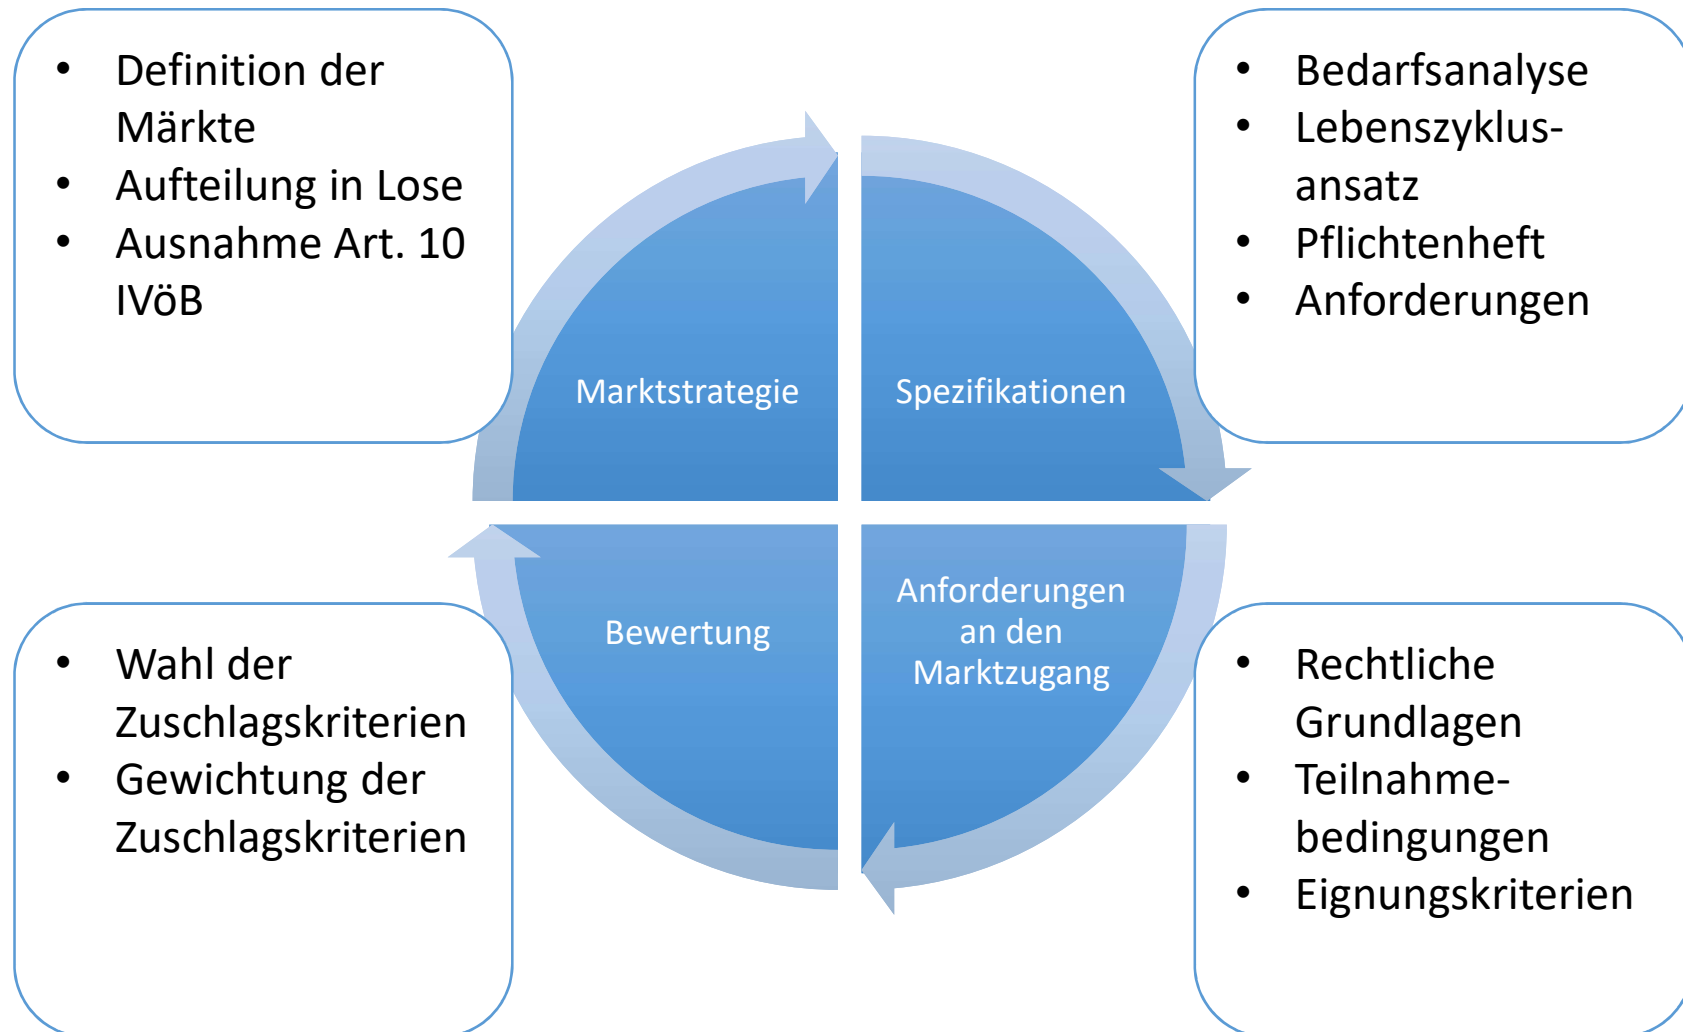 • Definition der
Märkte
• Aufteilung in Lose
• Ausnahme Art. 10
IVöB
• Bedarfsanalyse
• Lebenszyklus-
ansatz
• Pflichtenheft
• Anforderungen
Marktstrategie
Spezifikationen
Bewertung
Anforderungen
an den
Marktzugang
• Wahl der
Zuschlagskriterien
• Gewichtung der
Zuschlagskriterien
• Rechtliche
Grundlagen
• Teilnahme-
bedingungen
• Eignungskriterien